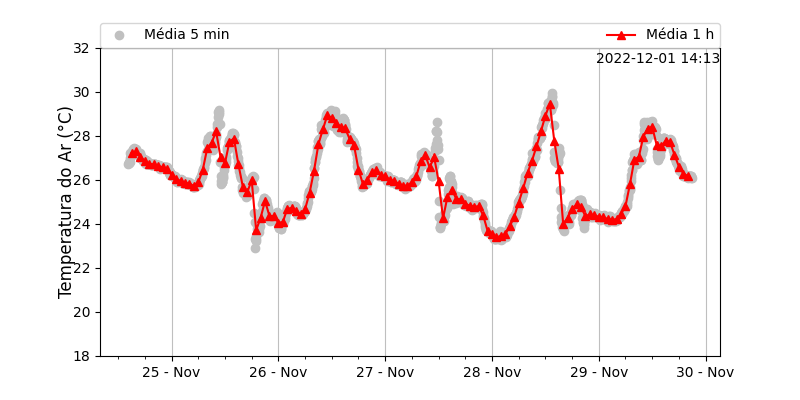 Média 5 min
Média 1 h
2022-12-01 14:13
Temperatura do Ar (°C)
32
30
28
26
24
22
20
18
25 - Nov
26 - Nov
27 - Nov
28 - Nov
29 - Nov
30 - Nov